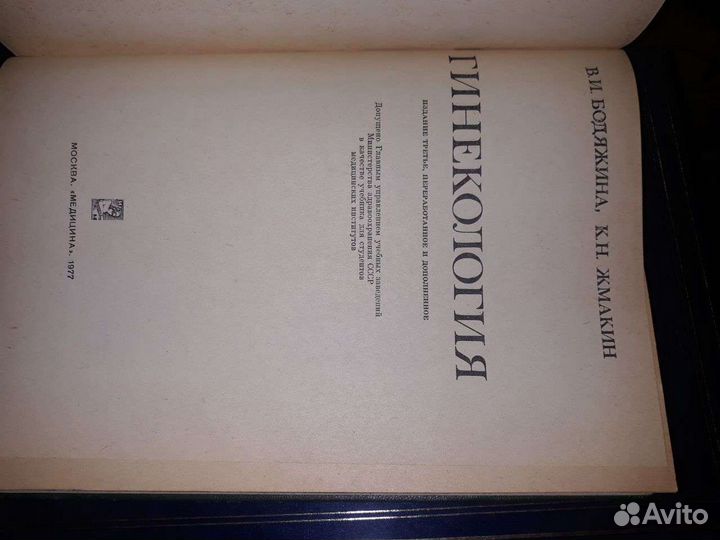 В.И. БОДЯЖИНА, К.Н. ЖМАКИН
ГИНЕКОЛОГИЯ
ИЗДАНИЕ ТРЕТЬЕ, ПЕРЕРАБОТАННОЕ И ДОПОЛНЕННОЕ
Допущено Главным управлением учебных заведений
Министерства здравоохранения СССР
в качестве учебника для студентов
медицинских институтов
МОСКВА. «МЕДИЦИНА». 1977
Avito